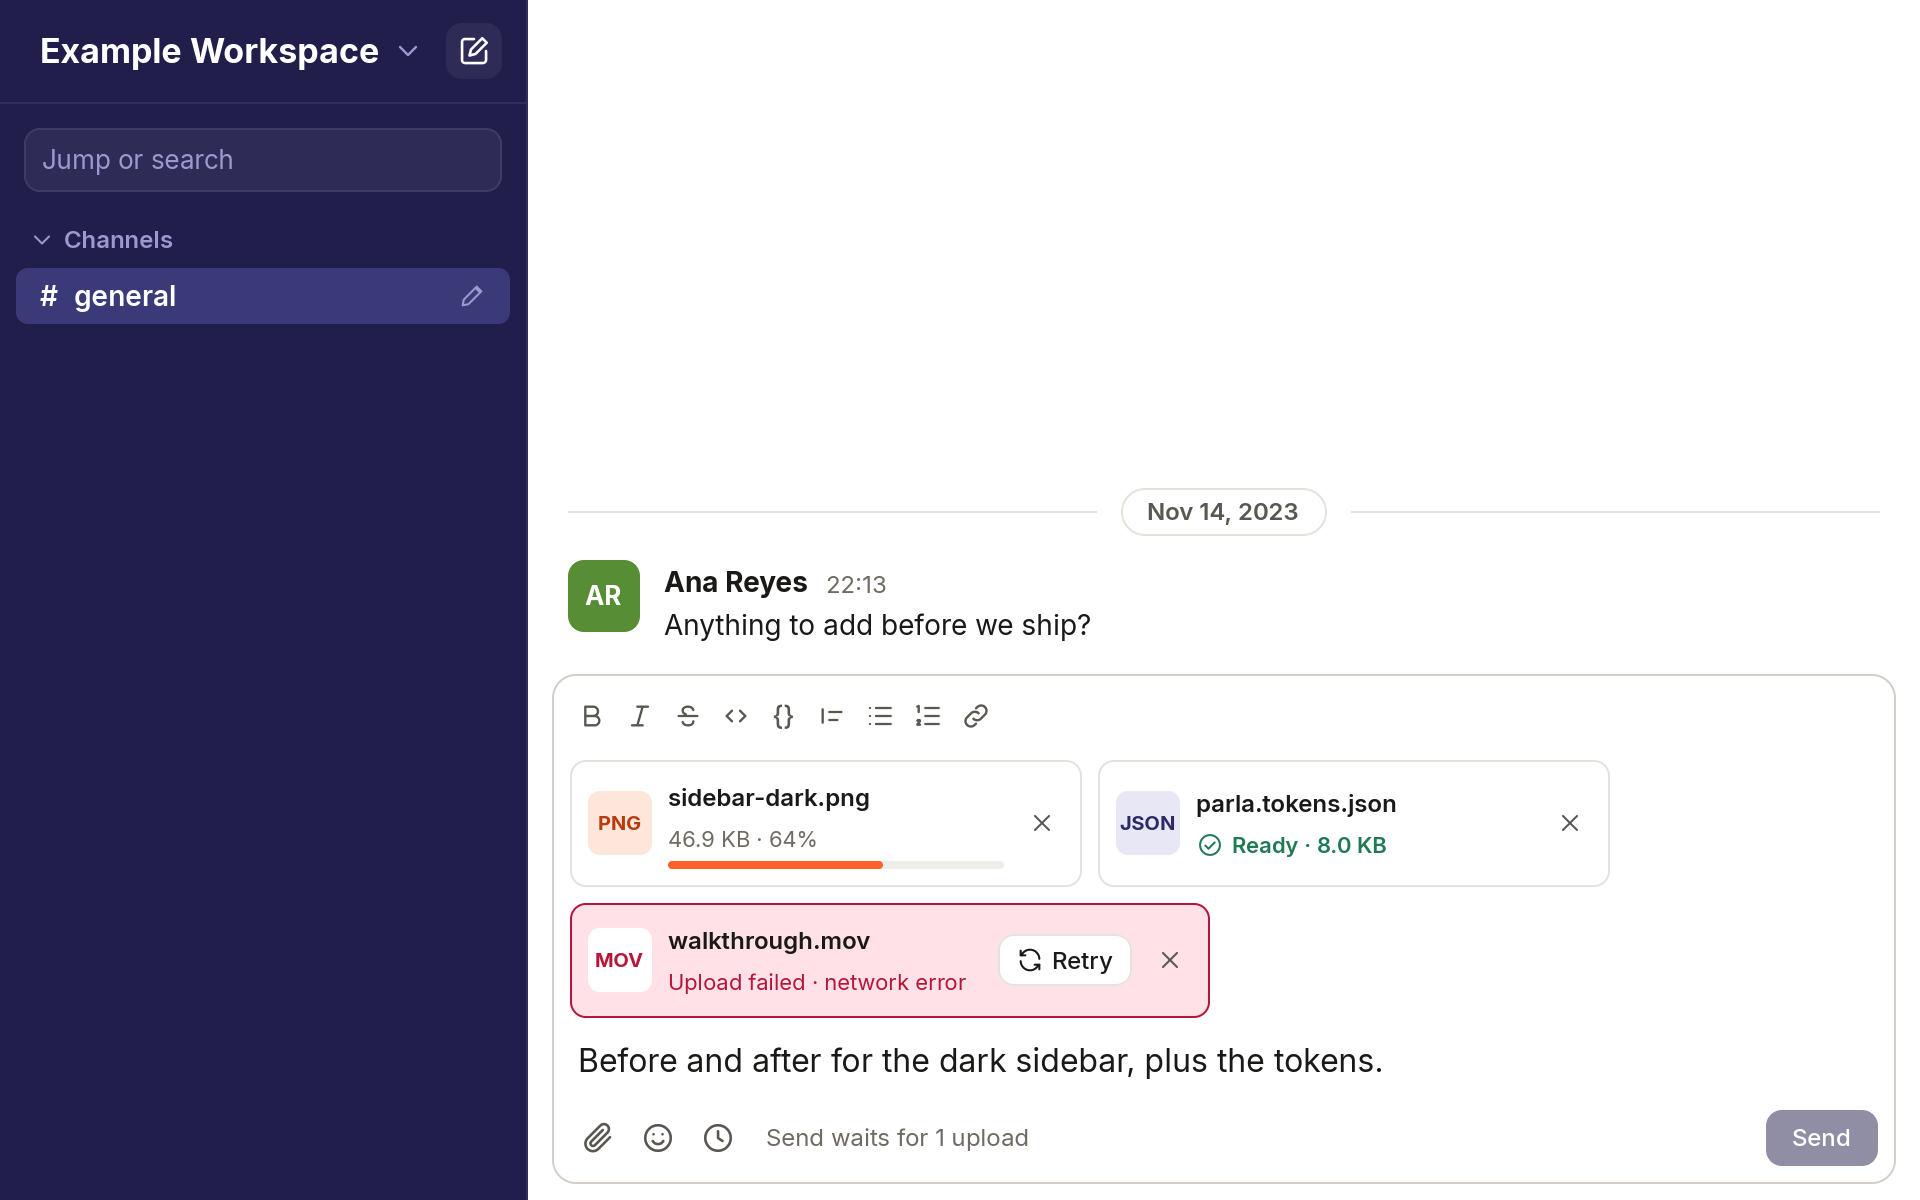 Example Workspace
Jump or search
Channels
# general
Nov 14, 2023
AR
Ana Reyes 22:13
Anything to add before we ship?
PNG
sidebar-dark.png
46.9 KB · 64%
JSON
parla.tokens.json
Ready · 8.0 KB
MOV
walkthrough.mov
Upload failed · network error
Retry
Before and after for the dark sidebar, plus the tokens.
Send waits for 1 upload
Send